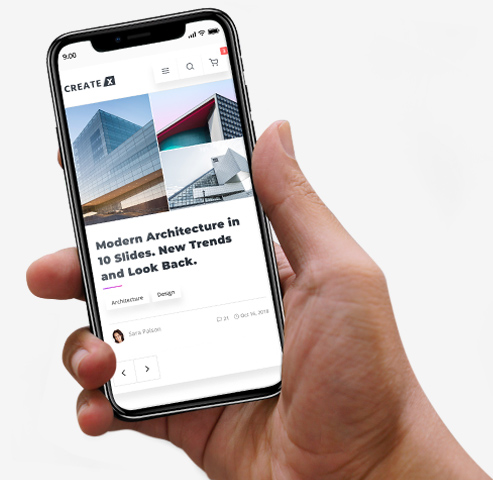 9:00
CREATE X
Modern Architecture in
10 Slides. New Trends
and Look Back.
Architecture Design
Sara Palson 21 Oct 16, 2018